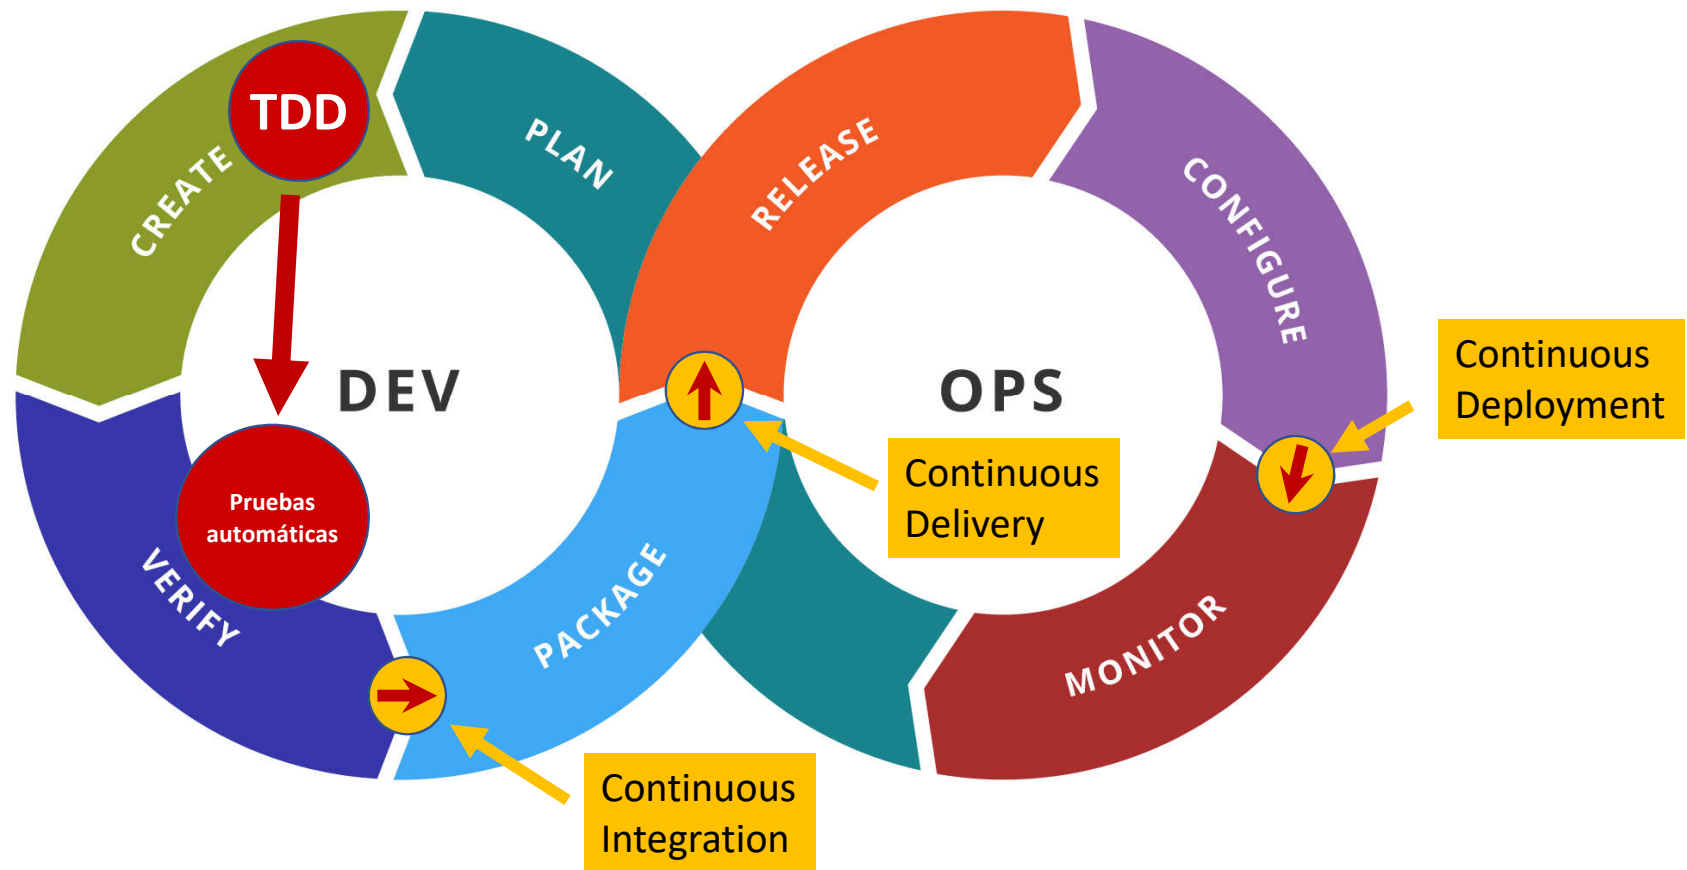 TDD
PLAN
CREATE
RELEASE
CONFIGURE
DEV
OPS
Continuous
Deployment
Continuous
Delivery
Pruebas
automáticas
VERIFY
PACKAGE
MONITOR
Continuous
Integration